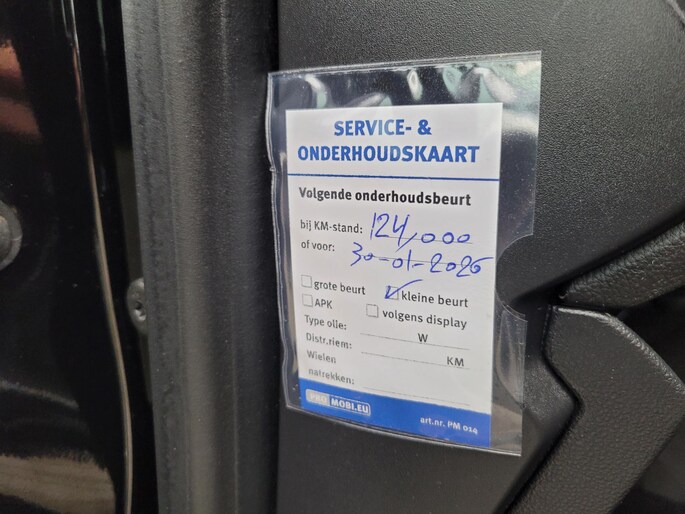 SERVICE- &
ONDERHOUDSKAART
Volgende onderhoudsbeurt
bij KM-stand: 124,000
of voor: 30-01-2026
grote beurt kleine beurt
APK volgens display
Type olie: W
Distr.riem: KM
Wielen
natrekken:
PRO MOBI.EU art.nr. PM 014